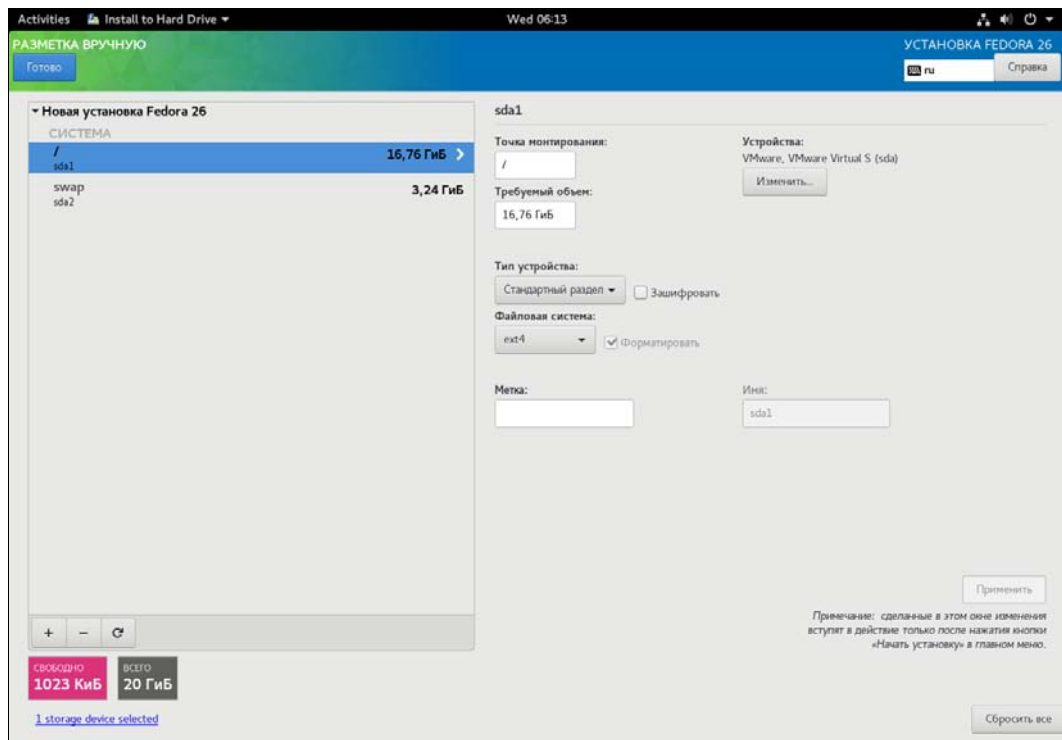 Activities Install to Hard Drive Wed 06:13
РАЗМЕТКА ВРУЧНУЮ УСТАНОВКА FEDORA 26
Готово ru Справка
Новая установка Fedora 26
СИСТЕМА
/ 16,76 ГиБ
sda1
swap 3,24 ГиБ
sda2
sda1
Точка монтирования: Устройства:
/ VMware, VMware Virtual S (sda)
Изменить...
Требуемый объем:
16,76 ГиБ
Тип устройства:
Стандартный раздел Зашифровать
Файловая система:
ext4 Форматировать
Метка: Имя:
sda1
Применить
Примечание: сделанные в этом окне изменения
вступят в действие только после нажатия кнопки
«Начать установку» в главном меню.
+ −
СВОБОДНО ВСЕГО
1023 КиБ 20 ГиБ
1 storage device selected
Сбросить все